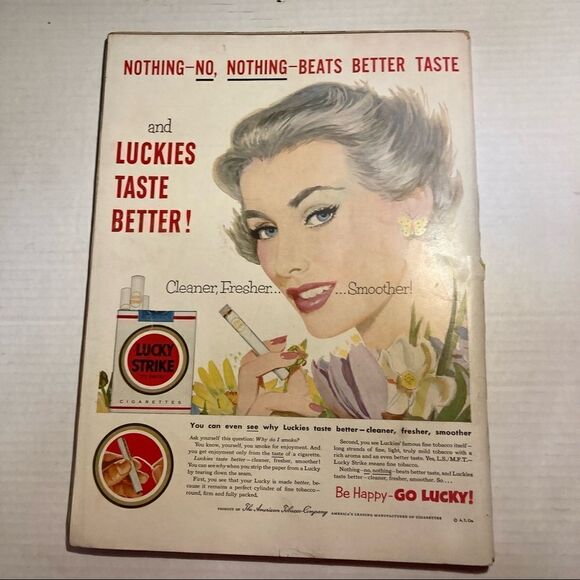 NOTHING—NO, NOTHING—BEATS BETTER TASTE
and
LUCKIES
TASTE
BETTER!
Cleaner, Fresher... ...Smoother!
LUCKY
STRIKE
CIGARETTES
You can even see why Luckies taste better—cleaner, fresher, smoother
Ask yourself this question: Why do I smoke?
You know, yourself, you smoke for enjoyment. And
you get enjoyment only from the taste of a cigarette.
Luckies taste better—cleaner, fresher, smoother!
You can see why when you strip the paper from a Lucky
by tearing down the seam.
First, you see that your Lucky is made better, be-
cause it remains a perfect cylinder of fine tobacco—
round, firm and fully packed.
Second, you see Luckies' famous fine tobacco itself—
long strands of fine, light, truly mild tobacco with a
rich aroma and an even better taste. Yes, L.S./M.F.T.—
Lucky Strike means fine tobacco.
Nothing—no, nothing—beats better taste, and Luckies
taste better—cleaner, fresher, smoother. So....
Be Happy—GO LUCKY!
PRODUCT OF The American Tobacco Company AMERICA'S LEADING MANUFACTURER OF CIGARETTES
© A. T. Co.